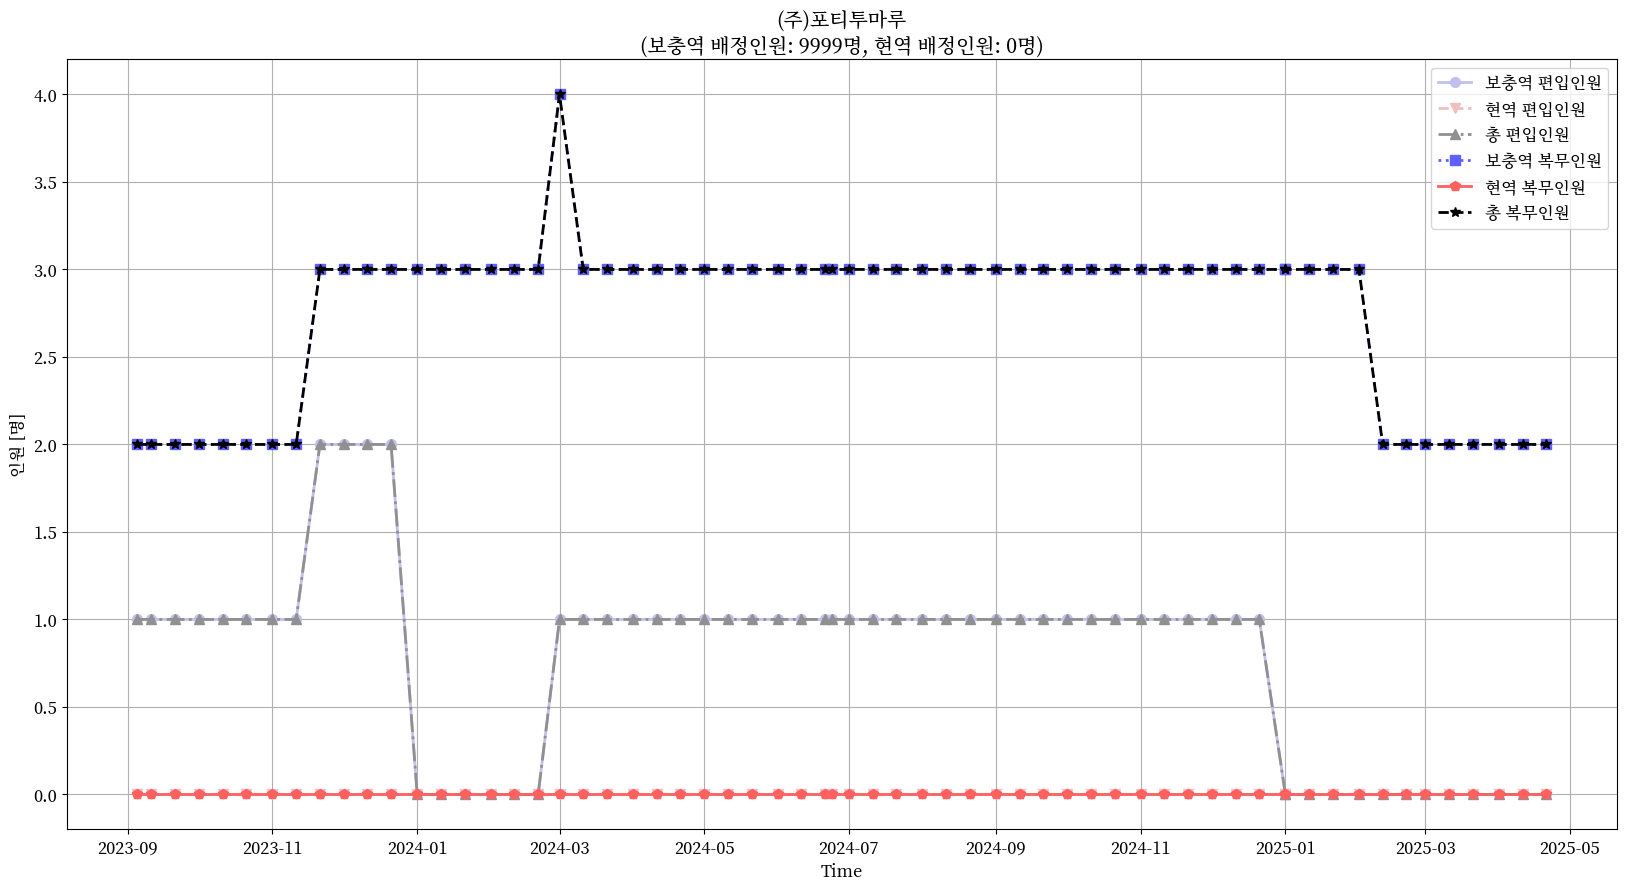 (주)포티투마루
(보충역 배정인원: 9999명, 현역 배정인원: 0명)
보충역 편입인원
현역 편입인원
총 편입인원
보충역 복무인원
현역 복무인원
총 복무인원
인원 [명]
4.0
3.5
3.0
2.5
2.0
1.5
1.0
0.5
0.0
2023-09
2023-11
2024-01
2024-03
2024-05
2024-07
2024-09
2024-11
2025-01
2025-03
2025-05
Time